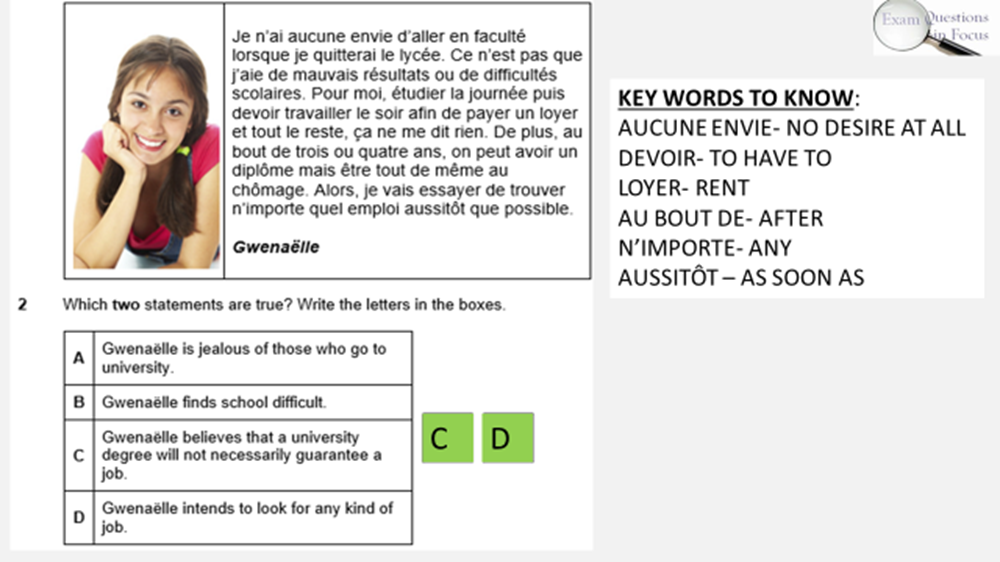 Exam Questions
in Focus
Je n'ai aucune envie d'aller en faculté
lorsque je quitterai le lycée. Ce n'est pas que
j'aie de mauvais résultats ou de difficultés
scolaires. Pour moi, étudier la journée puis
devoir travailler le soir afin de payer un loyer
et tout le reste, ça ne me dit rien. De plus, au
bout de trois ou quatre ans, on peut avoir un
diplôme mais être tout de même au
chômage. Alors, je vais essayer de trouver
n'importe quel emploi aussitôt que possible.
Gwenaëlle
2 Which two statements are true? Write the letters in the boxes.
A Gwenaëlle is jealous of those who go to
university.
B Gwenaëlle finds school difficult.
C Gwenaëlle believes that a university
degree will not necessarily guarantee a
job.
D Gwenaëlle intends to look for any kind of
job.
C D
KEY WORDS TO KNOW:
AUCUNE ENVIE- NO DESIRE AT ALL
DEVOIR- TO HAVE TO
LOYER- RENT
AU BOUT DE- AFTER
N'IMPORTE- ANY
AUSSITÔT – AS SOON AS